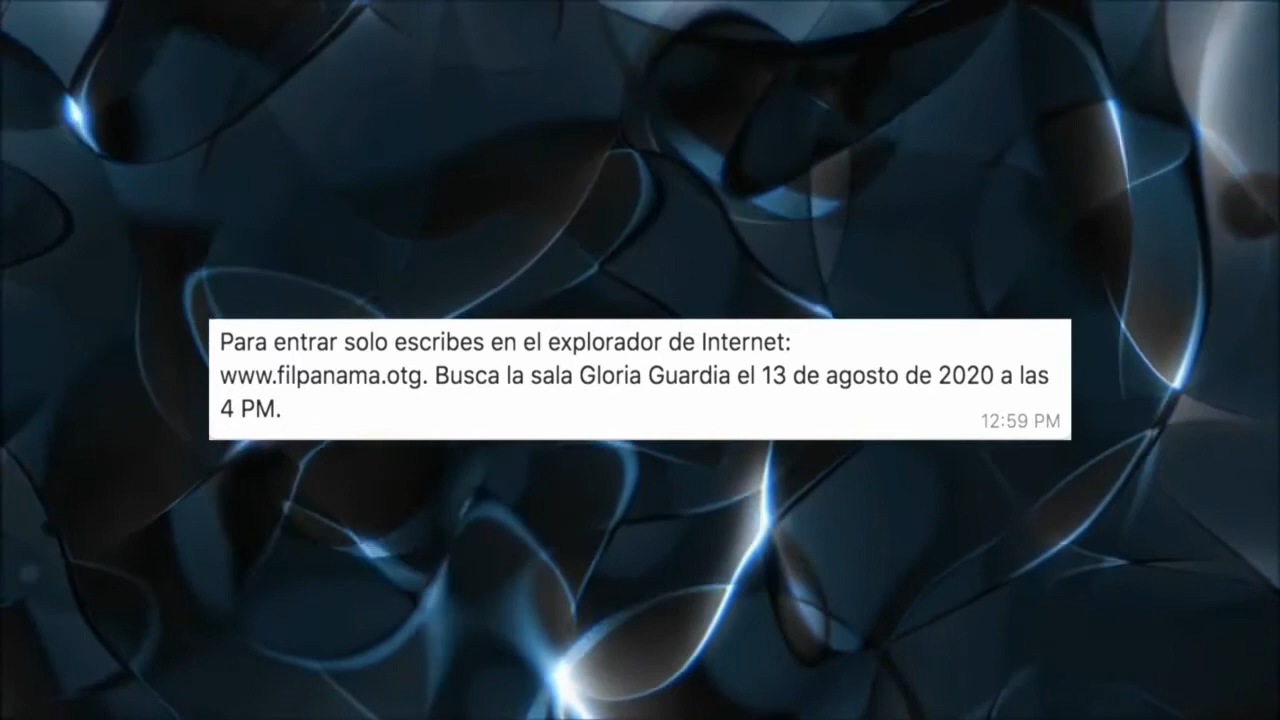 Para entrar solo escribes en el explorador de Internet:
www.filpanama.otg. Busca la sala Gloria Guardia el 13 de agosto de 2020 a las
4 PM.
12:59 PM